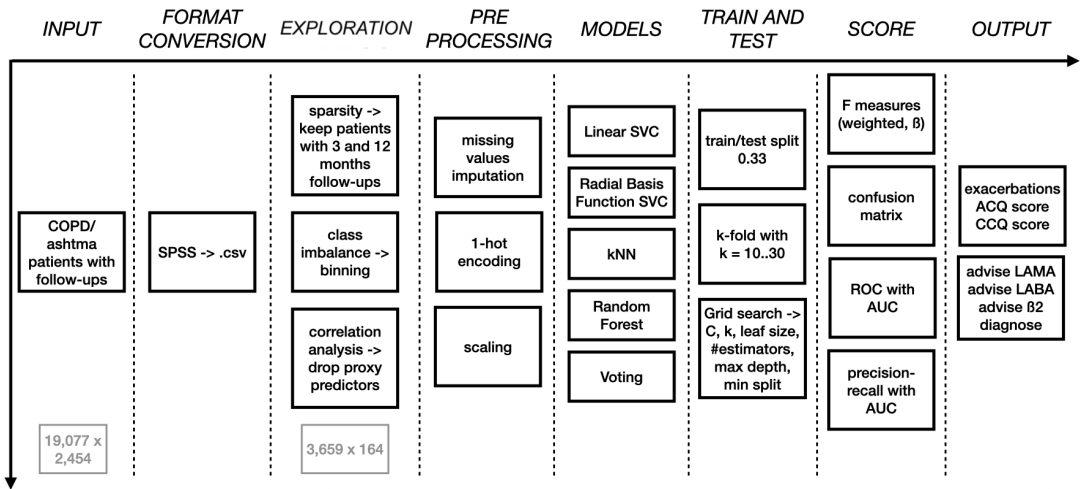 INPUT
FORMAT
CONVERSION
EXPLORATION
PRE
PROCESSING
MODELS
TRAIN AND
TEST
SCORE
OUTPUT
COPD/
ashtma
patients with
follow-ups
19,077 x
2,454
SPSS -> .csv
sparsity ->
keep patients
with 3 and 12
months
follow-ups
class
imbalance ->
binning
correlation
analysis ->
drop proxy
predictors
3,659 x 164
missing
values
imputation
1-hot
encoding
scaling
Linear SVC
Radial Basis
Function SVC
kNN
Random
Forest
Voting
train/test split
0.33
k-fold with
k = 10..30
Grid search ->
C, k, leaf size,
#estimators,
max depth,
min split
F measures
(weighted, ß)
confusion
matrix
ROC with
AUC
precision-
recall with
AUC
exacerbations
ACQ score
CCQ score
advise LAMA
advise LABA
advise ß2
diagnose